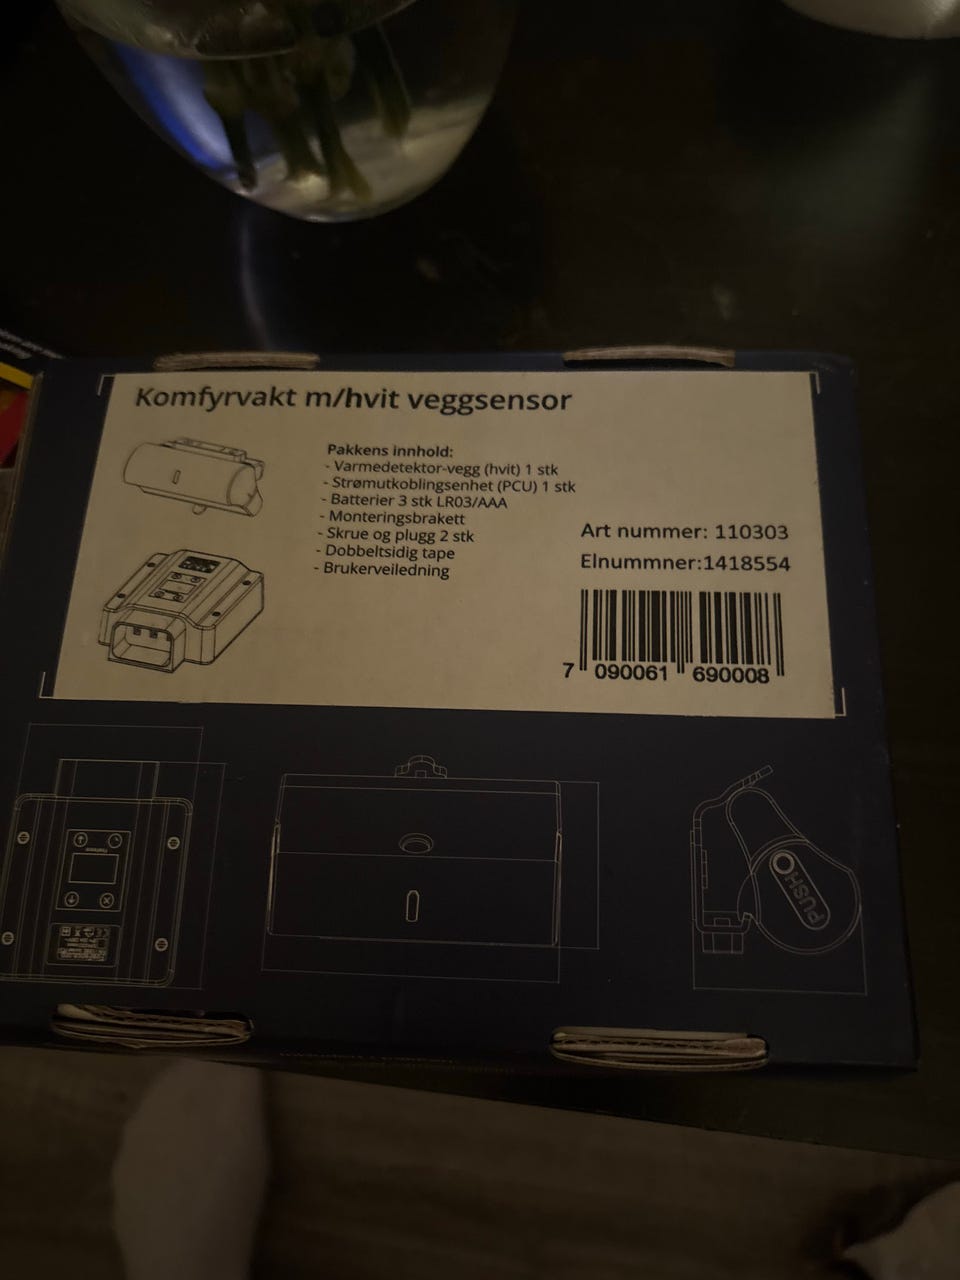 Komfyrvakt m/hvit veggsensor
Pakkens innhold:
- Varmedetektor-vegg (hvit) 1 stk
- Strømutkoblingsenhet (PCU) 1 stk
- Batterier 3 stk LR03/AAA
- Monteringsbrakett
- Skrue og plugg 2 stk
- Dobbeltsidig tape
- Brukerveiledning
Art nummer: 110303
Elnummner:1418554
7 090061 690008
PUSH